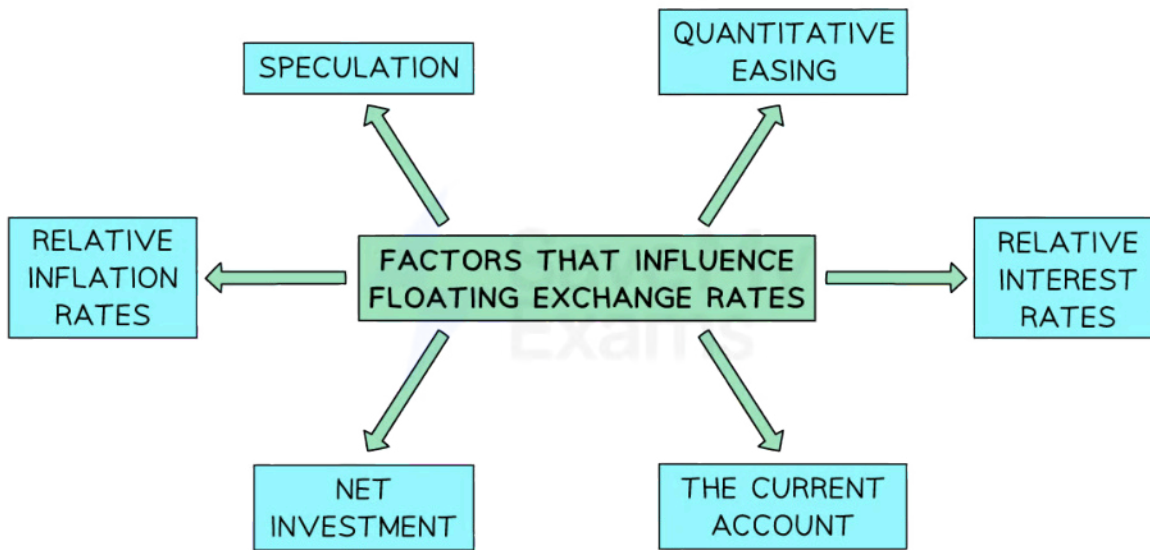 SPECULATION
QUANTITATIVE
EASING
RELATIVE
INFLATION
RATES
FACTORS THAT INFLUENCE
FLOATING EXCHANGE RATES
RELATIVE
INTEREST
RATES
NET
INVESTMENT
THE CURRENT
ACCOUNT
Exams